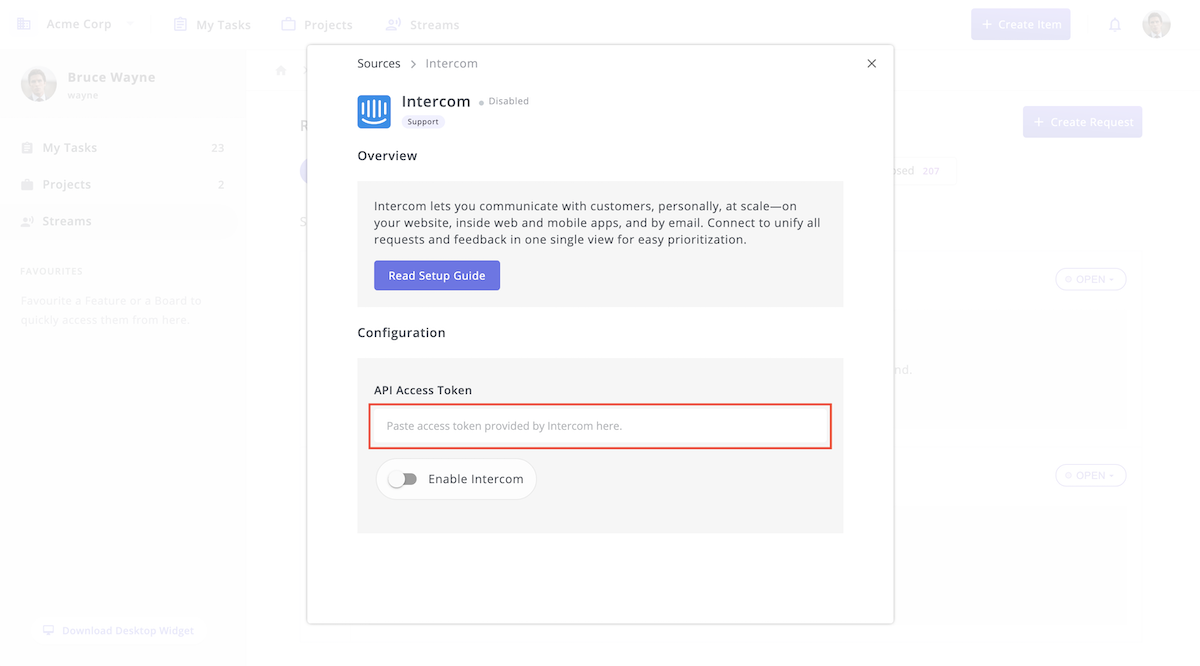 Acme Corp
My Tasks
Projects
Streams
+ Create Item
Sources > Intercom
Bruce Wayne
wayne
Intercom
Disabled
Support
+ Create Request
My Tasks 23
Overview
207
Projects 2
Intercom lets you communicate with customers, personally, at scale—on
your website, inside web and mobile apps, and by email. Connect to unify all
requests and feedback in one single view for easy prioritization.
Streams
Read Setup Guide
FAVOURITES
OPEN
Favourite a Feature or a Board to
quickly access them from here.
Configuration
API Access Token
Paste access token provided by Intercom here.
Enable Intercom
OPEN
Download Desktop Widget